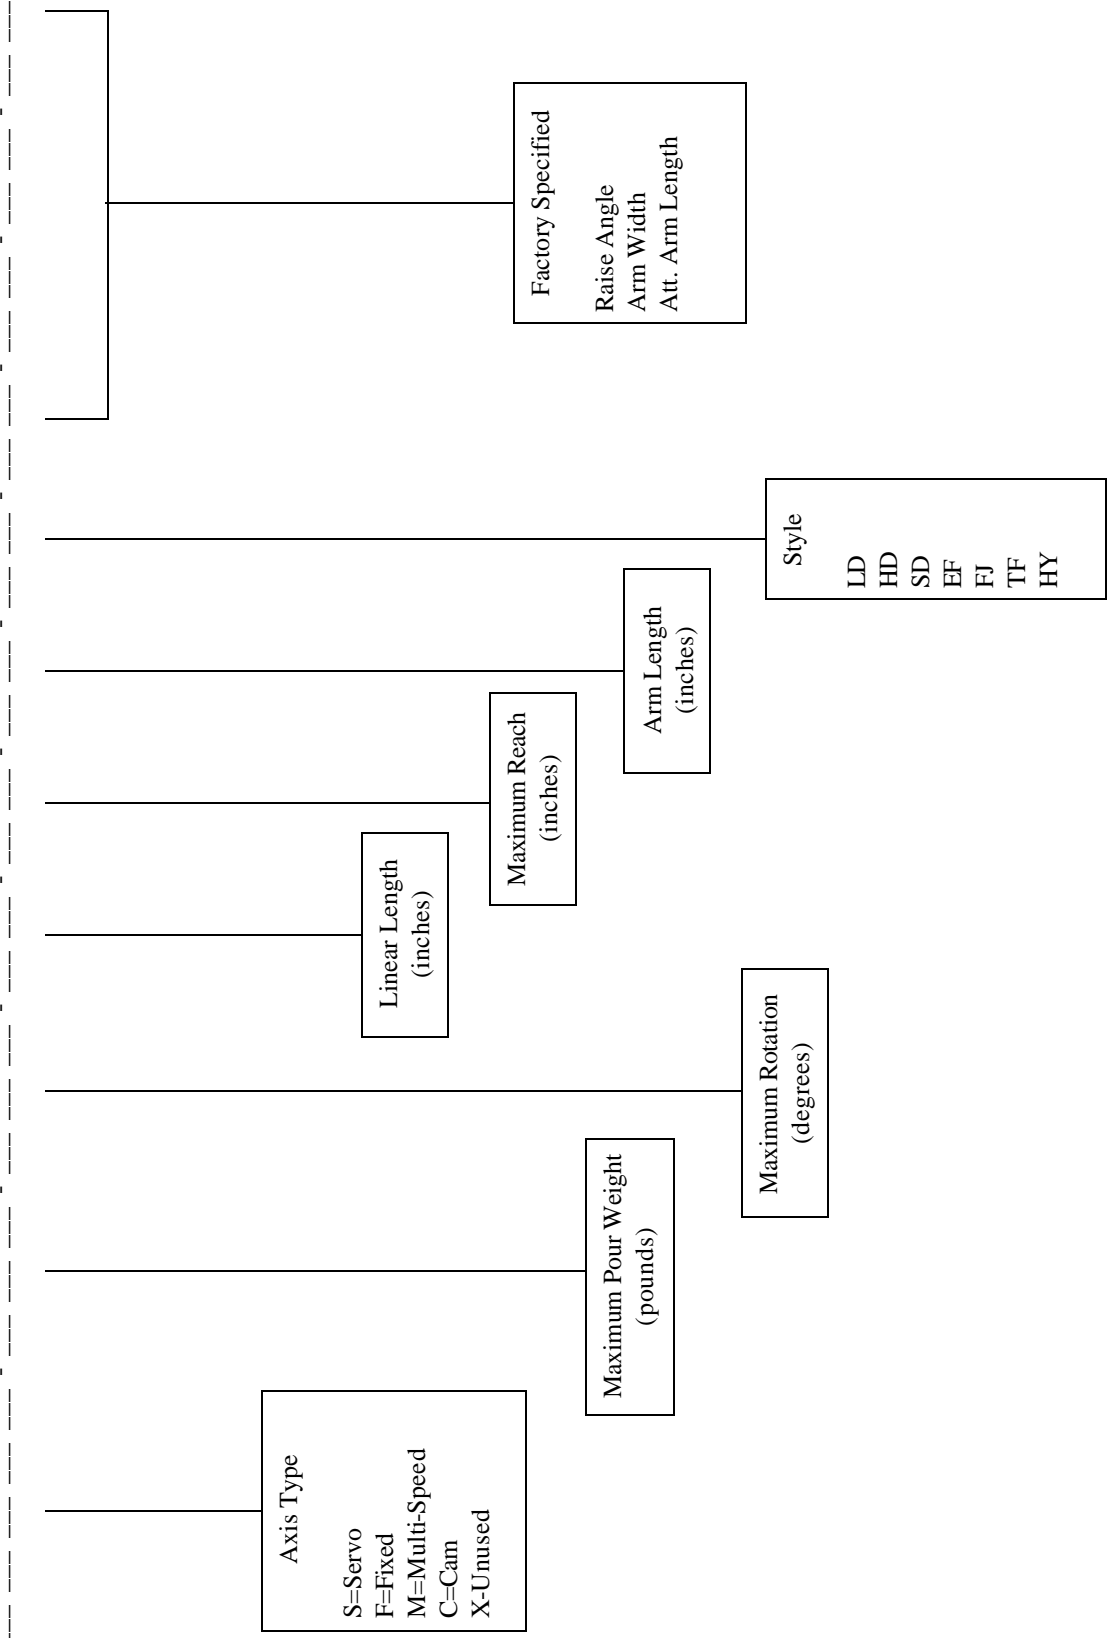 Axis Type
S=Servo
F=Fixed
M=Multi-Speed
C=Cam
X-Unused
Maximum Pour Weight
(pounds)
Maximum Rotation
(degrees)
Linear Length
(inches)
Maximum Reach
(inches)
Arm Length
(inches)
Style
LD
HD
SD
EF
FJ
TF
HY
Factory Specified
Raise Angle
Arm Width
Att. Arm Length